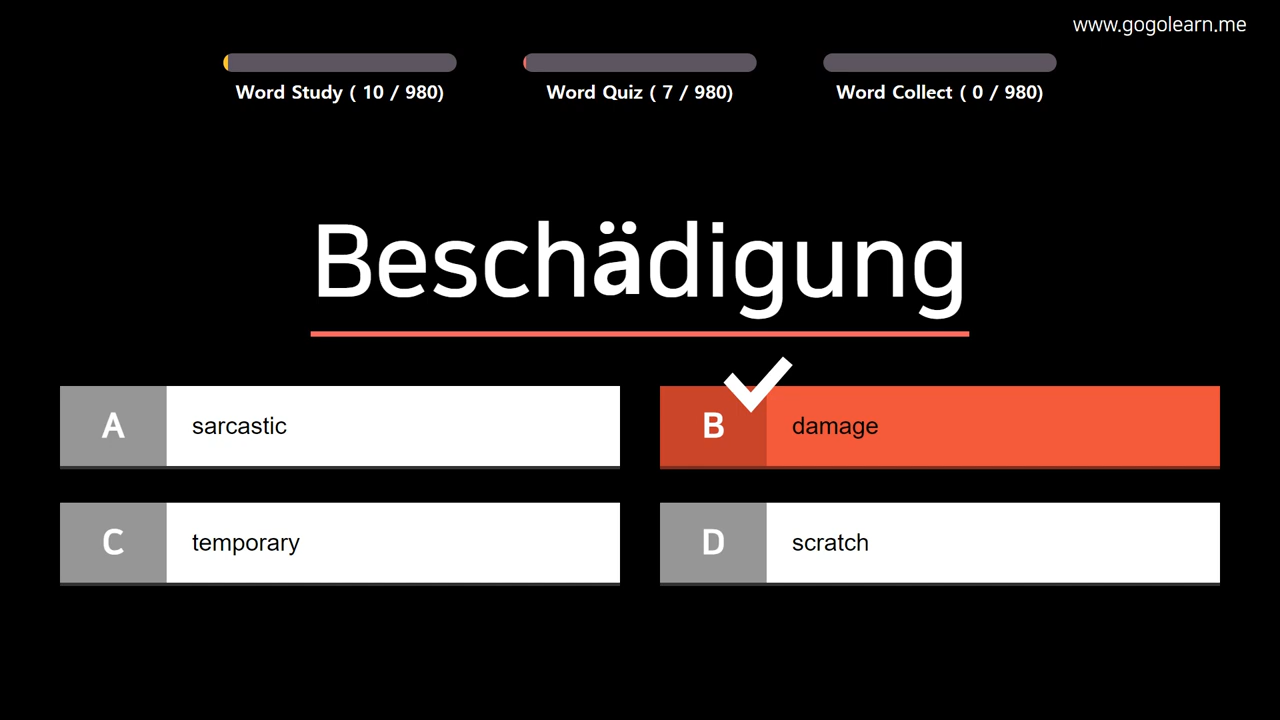 www.gogolearn.me
Word Study ( 10 / 980)
Word Quiz ( 7 / 980)
Word Collect ( 0 / 980)
Beschädigung
A sarcastic
B damage
C temporary
D scratch